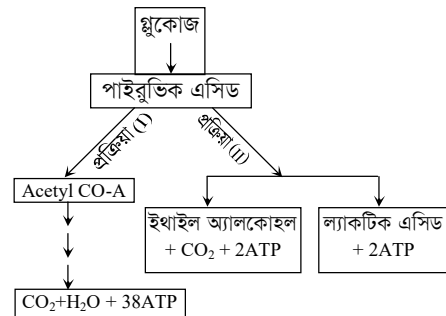 গ্লুকোজ
পাইরুভিক এসিড
প্রক্রিয়া (I)
প্রক্রিয়া (II)
Acetyl CO-A
ইথাইল অ্যালকোহল
+ CO₂ + 2ATP
ল্যাকটিক এসিড
+ 2ATP
CO₂+H₂O + 38ATP